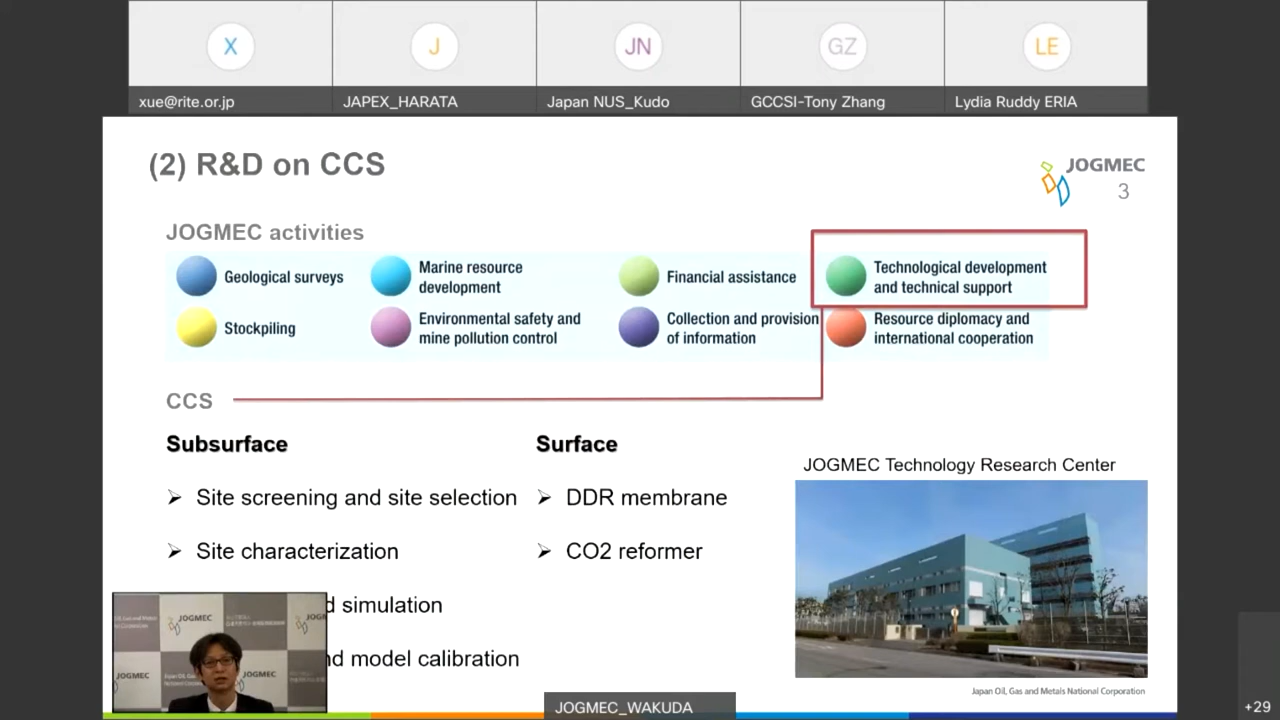 X
J
JN
GZ
LE
xue@rite.or.jp
JAPEX_HARATA
Japan NUS_Kudo
GCCSI-Tony Zhang
Lydia Ruddy ERIA
(2) R&D on CCS
JOGMEC
3
JOGMEC activities
Geological surveys
Marine resource
development
Financial assistance
Technological development
and technical support
Stockpiling
Environmental safety and
mine pollution control
Collection and provision
of information
Resource diplomacy and
international cooperation
CCS
Subsurface
Surface
JOGMEC Technology Research Center
Site screening and site selection
DDR membrane
Site characterization
CO2 reformer
d simulation
nd model calibration
JOGMEC
JOGMEC
JOGMEC
Japan Oil, Gas and Metals National Corporation
JOGMEC_WAKUDA
+29